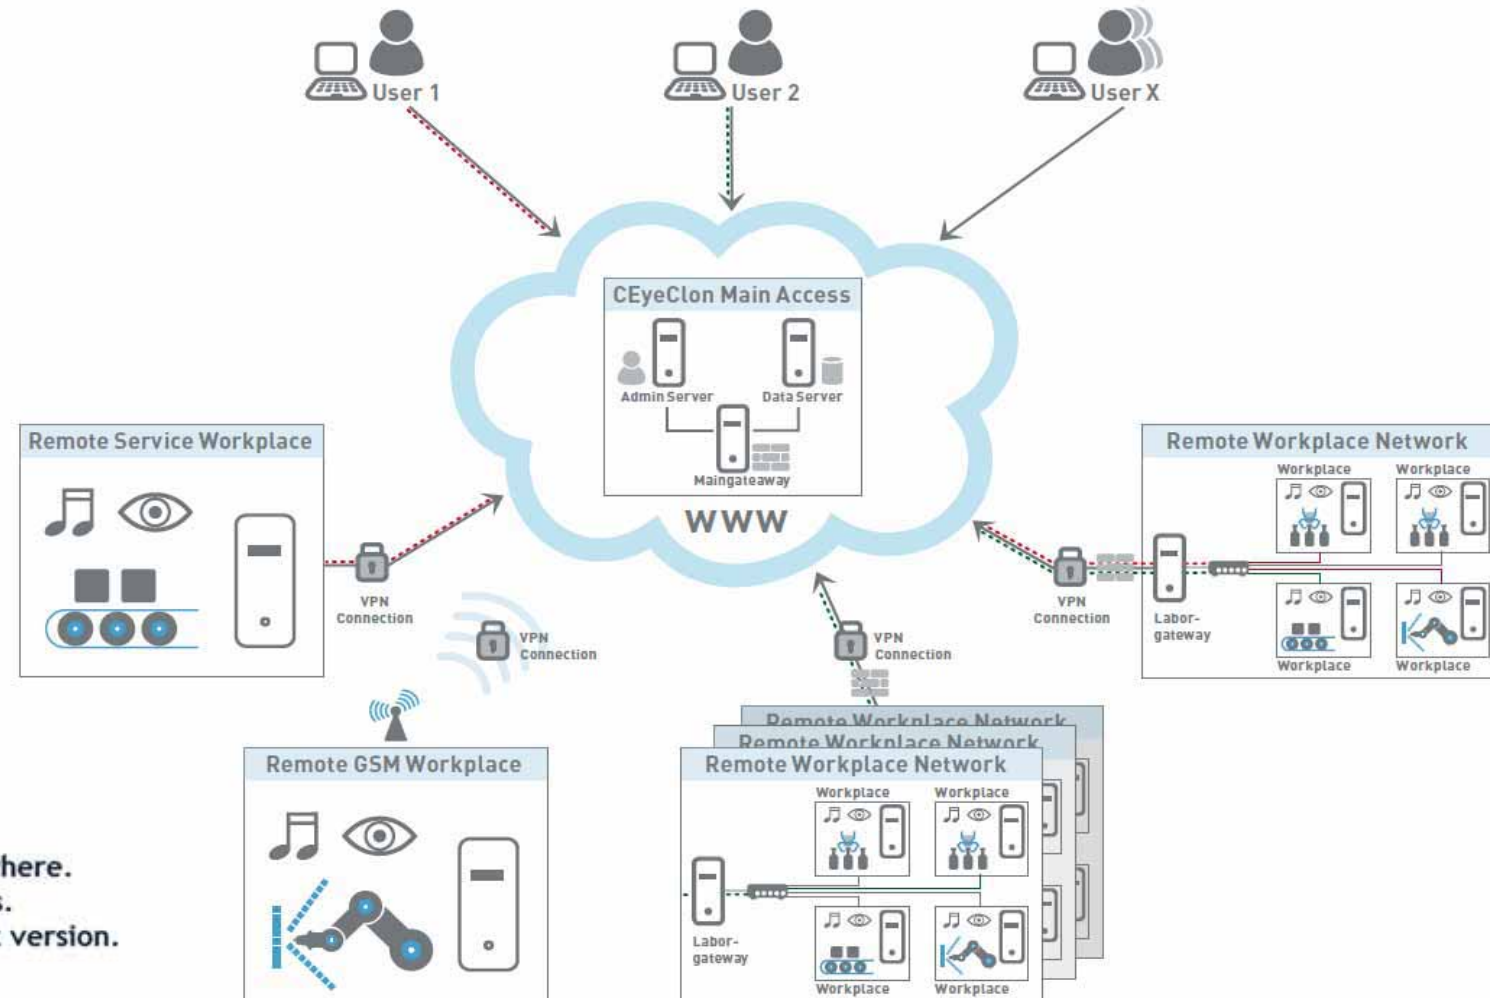 User 1
User 2
User X
CEyeClon Main Access
Admin Server
Data Server
Maingateaway
WWW
Remote Service Workplace
VPN
Connection
VPN
Connection
Remote GSM Workplace
VPN
Connection
Remote Workplace Network
Remote Workplace Network
Remote Workplace Network
Workplace
Workplace
Labor-
gateway
Workplace
Workplace
VPN
Connection
Remote Workplace Network
Workplace
Workplace
Labor-
gateway
Workplace
Workplace
here.
s.
version.